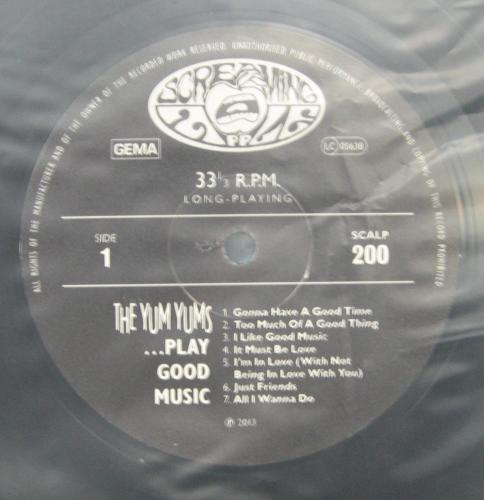 ALL RIGHTS OF THE MANUFACTURER AND OF THE OWNER OF THE RECORDED WORK RESERVED. UNAUTHORISED PUBLIC PERFORMANCE, BROADCASTING AND COPYING OF THIS RECORD PROHIBITED
SCREAMING
APPLE
GEMA
LC 05638
33 1/3 R.P.M.
LONG-PLAYING
SIDE
1
SCALP
200
THE YUM YUMS
...PLAY
GOOD
MUSIC
1. Gonna Have A Good Time
2. Too Much Of A Good Thing
3. I Like Good Music
4. It Must Be Love
5. I'm In Love (With Not
Being In Love With You)
6. Just Friends
7. All I Wanna Do
℗ 2013